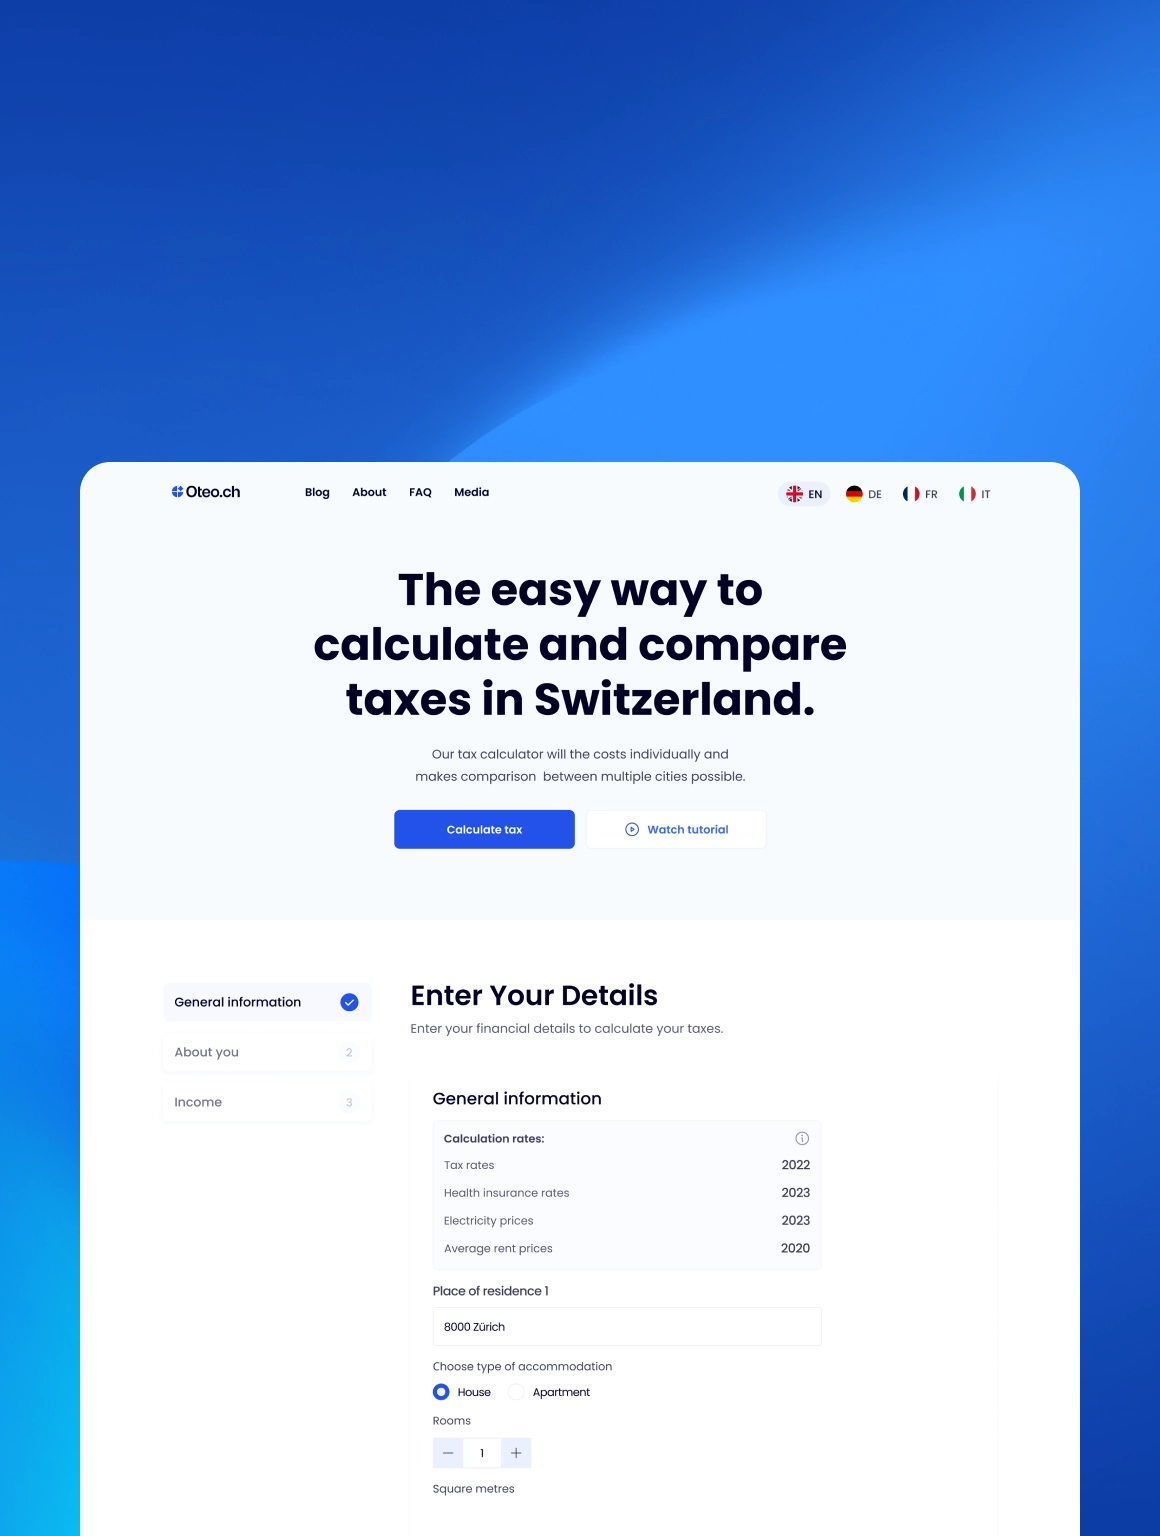 Oteo.ch
Blog About FAQ Media
EN DE FR IT
The easy way to
calculate and compare
taxes in Switzerland.
Our tax calculator will the costs individually and
makes comparison between multiple cities possible.
Calculate tax
Watch tutorial
General information
About you 2
Income 3
Enter Your Details
Enter your financial details to calculate your taxes.
General information
Calculation rates:
Tax rates 2022
Health insurance rates 2023
Electricity prices 2023
Average rent prices 2020
Place of residence 1
8000 Zürich
Choose type of accommodation
House Apartment
Rooms
1
Square metres